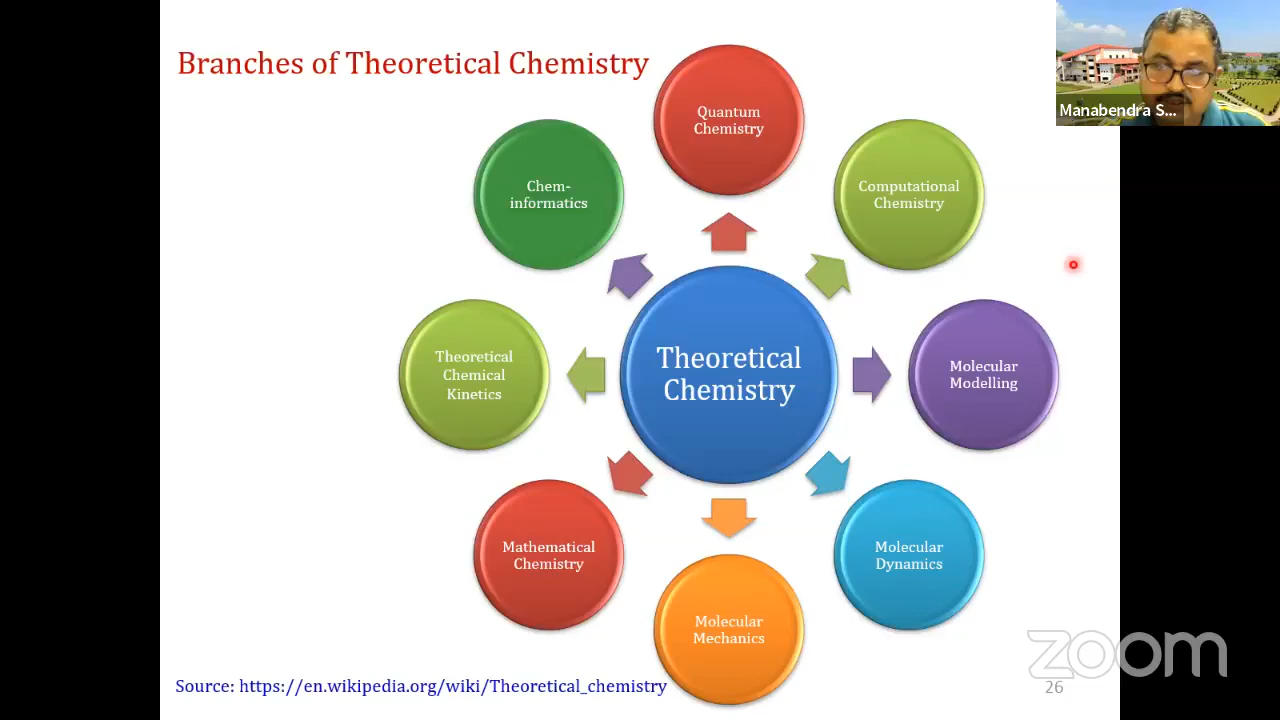 Branches of Theoretical Chemistry
Manabendra S...
Quantum
Chemistry
Computational
Chemistry
Molecular
Modelling
Molecular
Dynamics
Molecular
Mechanics
Mathematical
Chemistry
Theoretical
Chemical
Kinetics
Chem-
informatics
Theoretical
Chemistry
Source: https://en.wikipedia.org/wiki/Theoretical_chemistry
zoom
26